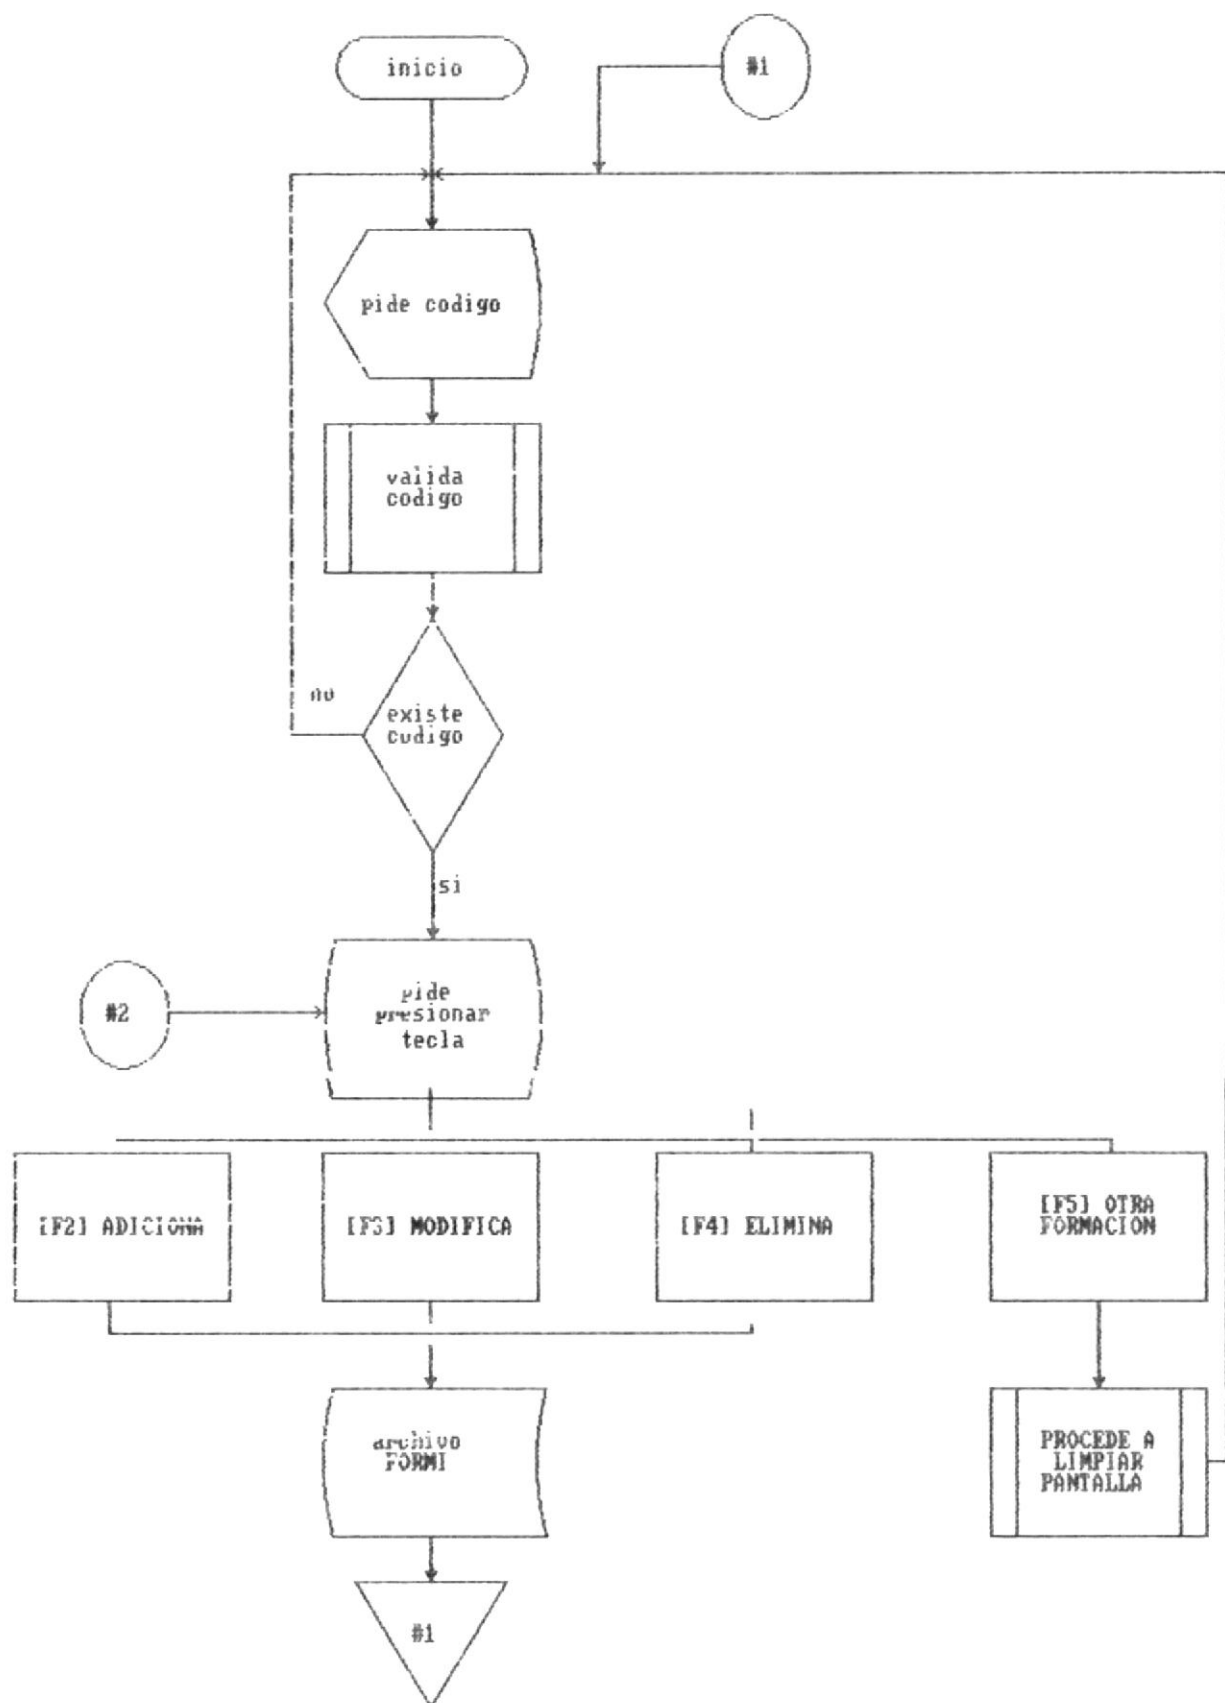 inicio
#1
pide codigo
valida
codigo
no
existe
codigo
si
#2
pide
presionar
tecla
[F2] ADICIONA
[F3] MODIFICA
[F4] ELIMINA
[F5] OTRA
FORMACION
archivo
FORMI
PROCEDE A
LIMPIAR
PANTALLA
#1